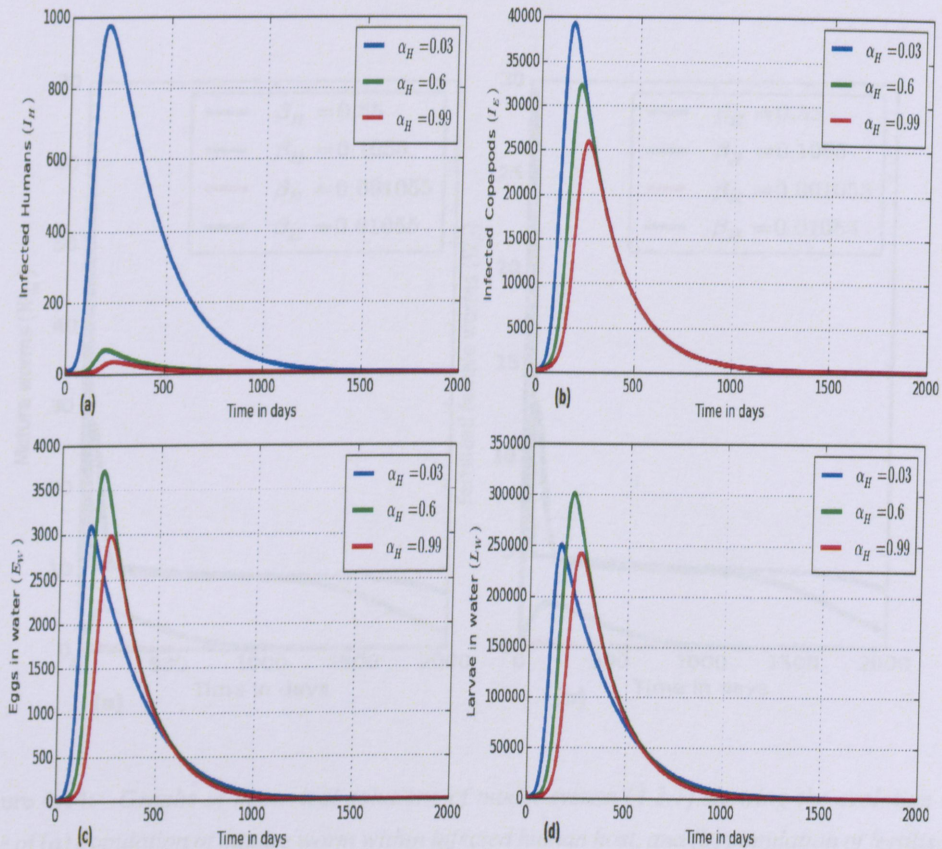 1000
800
600
400
200
0
Infected Humans (I_H)
α_H =0.03
α_H =0.6
α_H =0.99
0 500 1000 1500 2000
(a)
Time in days
40000
35000
30000
25000
20000
15000
10000
5000
0
Infected Copepods (I_E)
α_H =0.03
α_H =0.6
α_H =0.99
0 500 1000 1500 2000
(b)
Time in days
4000
3500
3000
2500
2000
1500
1000
500
0
Eggs in water (E_W)
α_H =0.03
α_H =0.6
α_H =0.99
0 500 1000 1500 2000
(c)
Time in days
350000
300000
250000
200000
150000
100000
50000
0
Larvae in water (L_W)
α_H =0.03
α_H =0.6
α_H =0.99
0 500 1000 1500 2000
(d)
Time in days